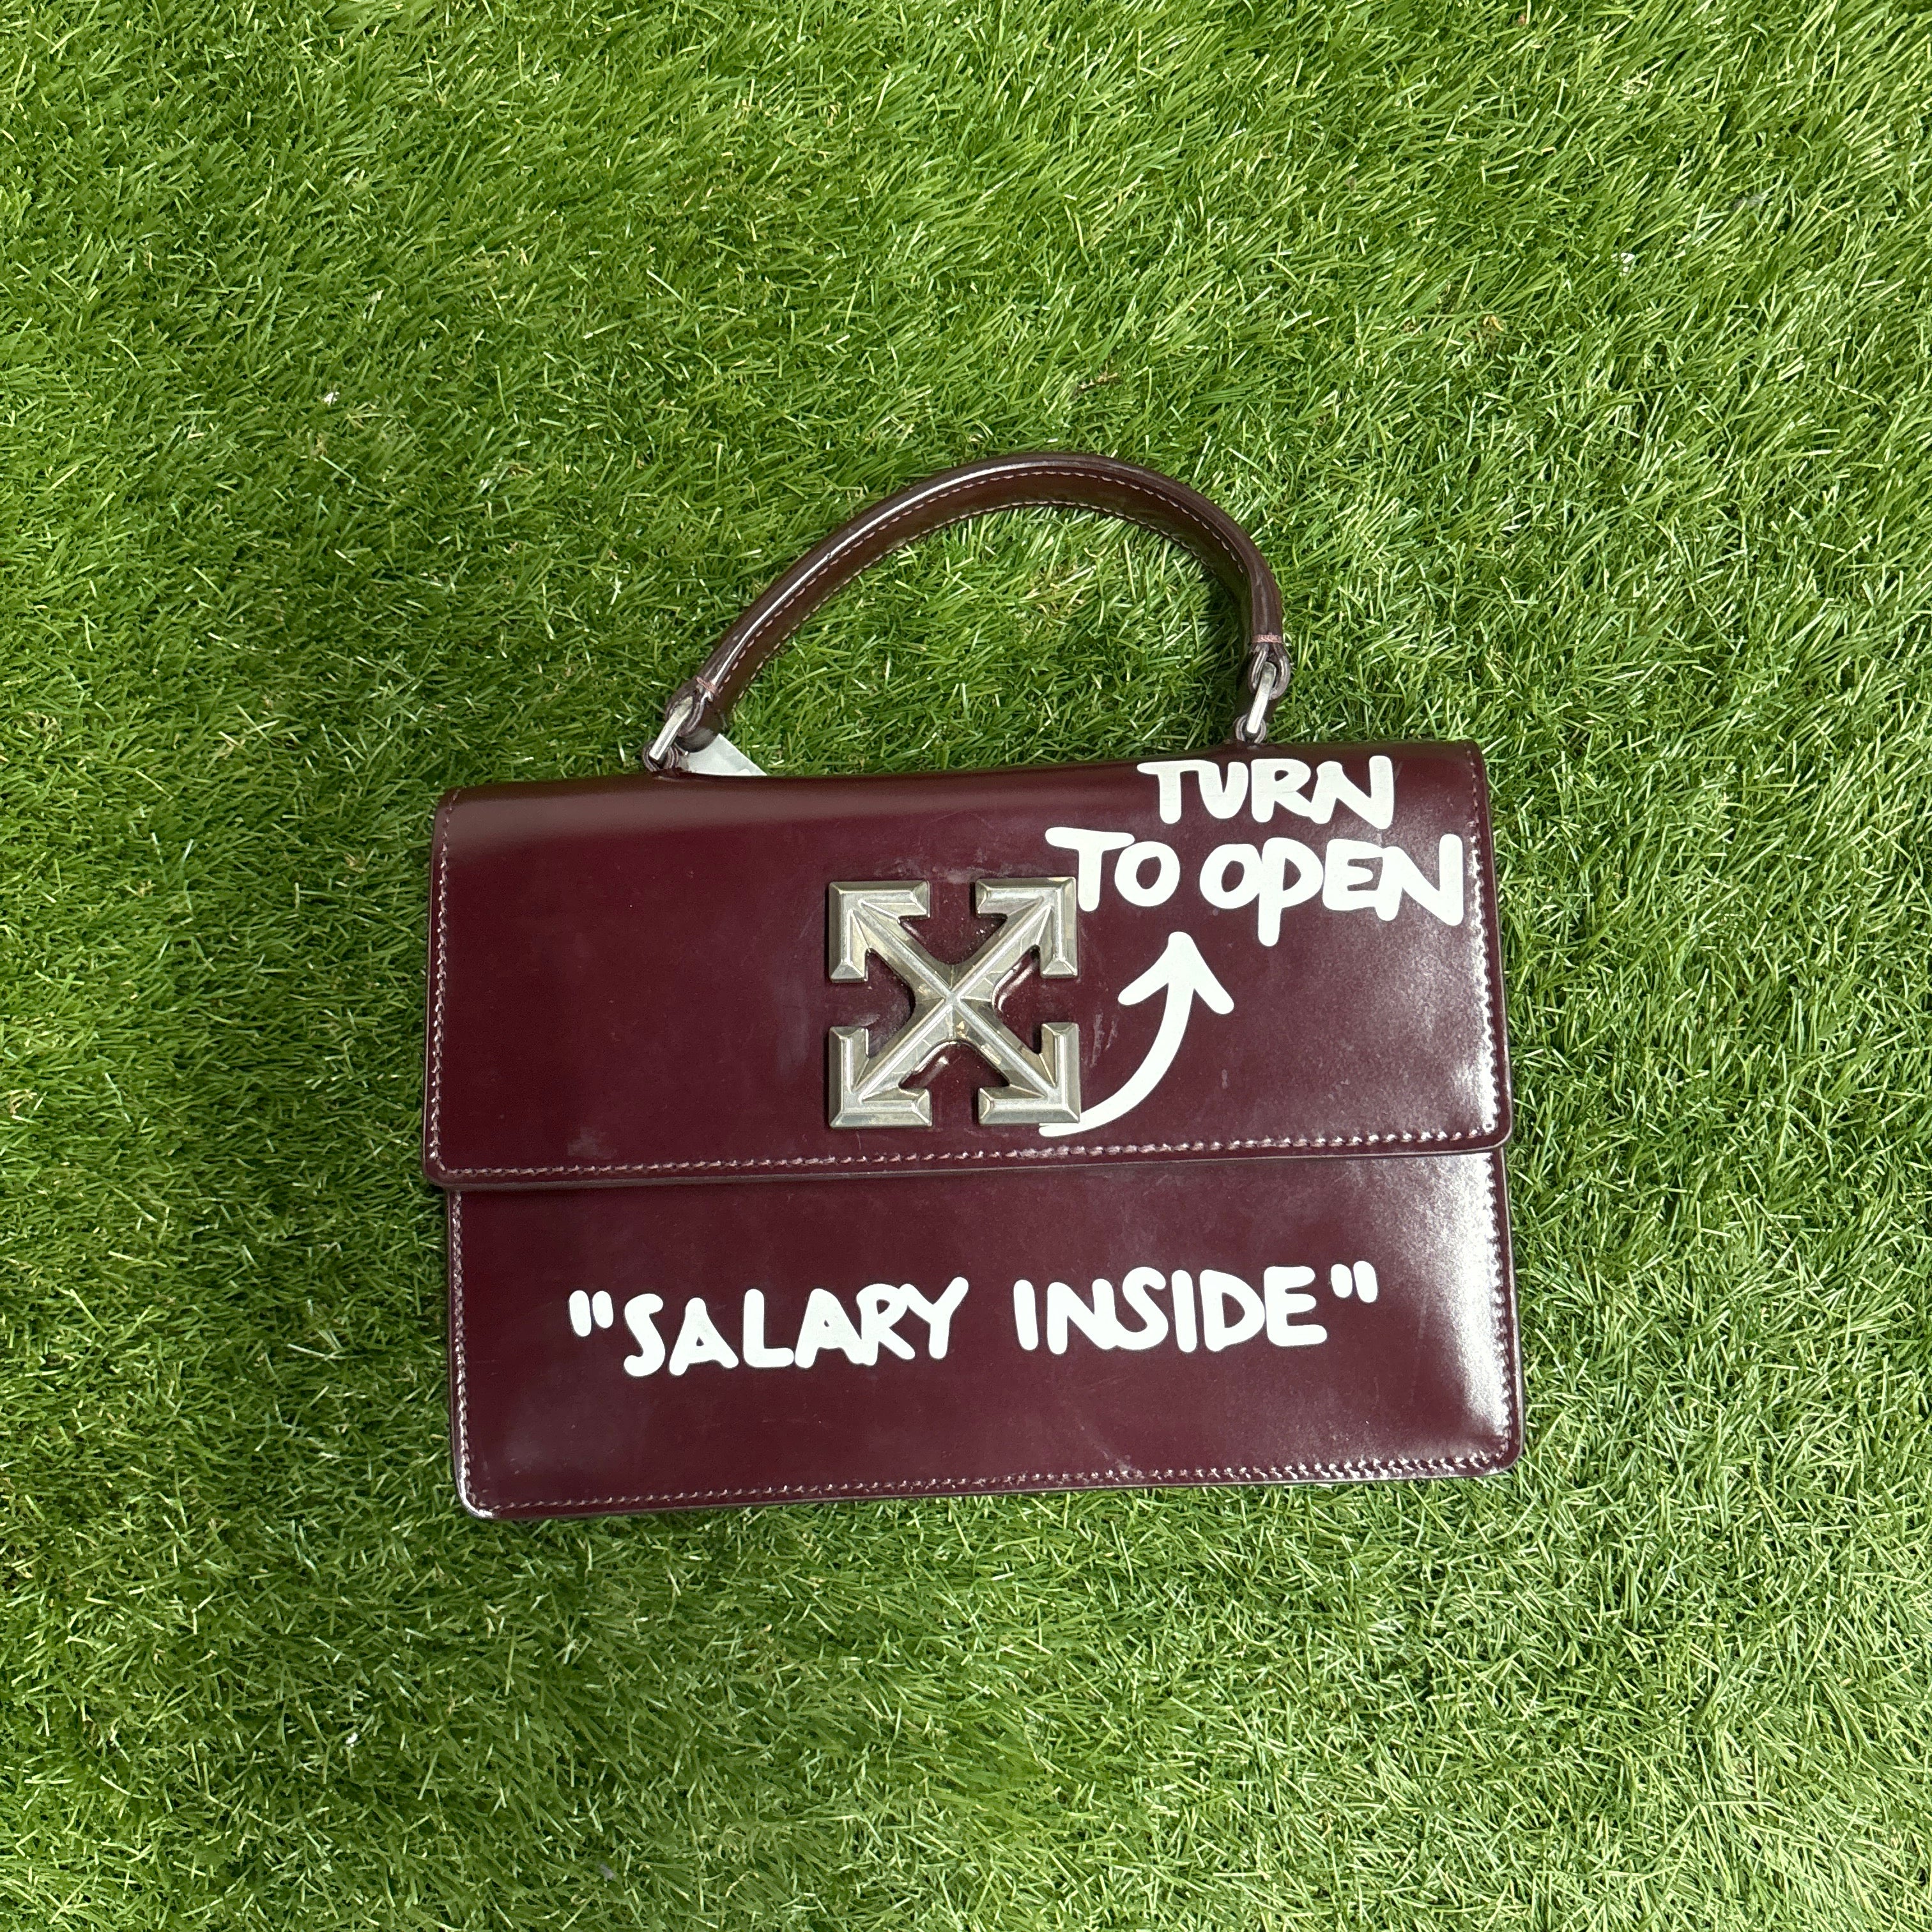 TURN
TO OPEN
"SALARY INSIDE"